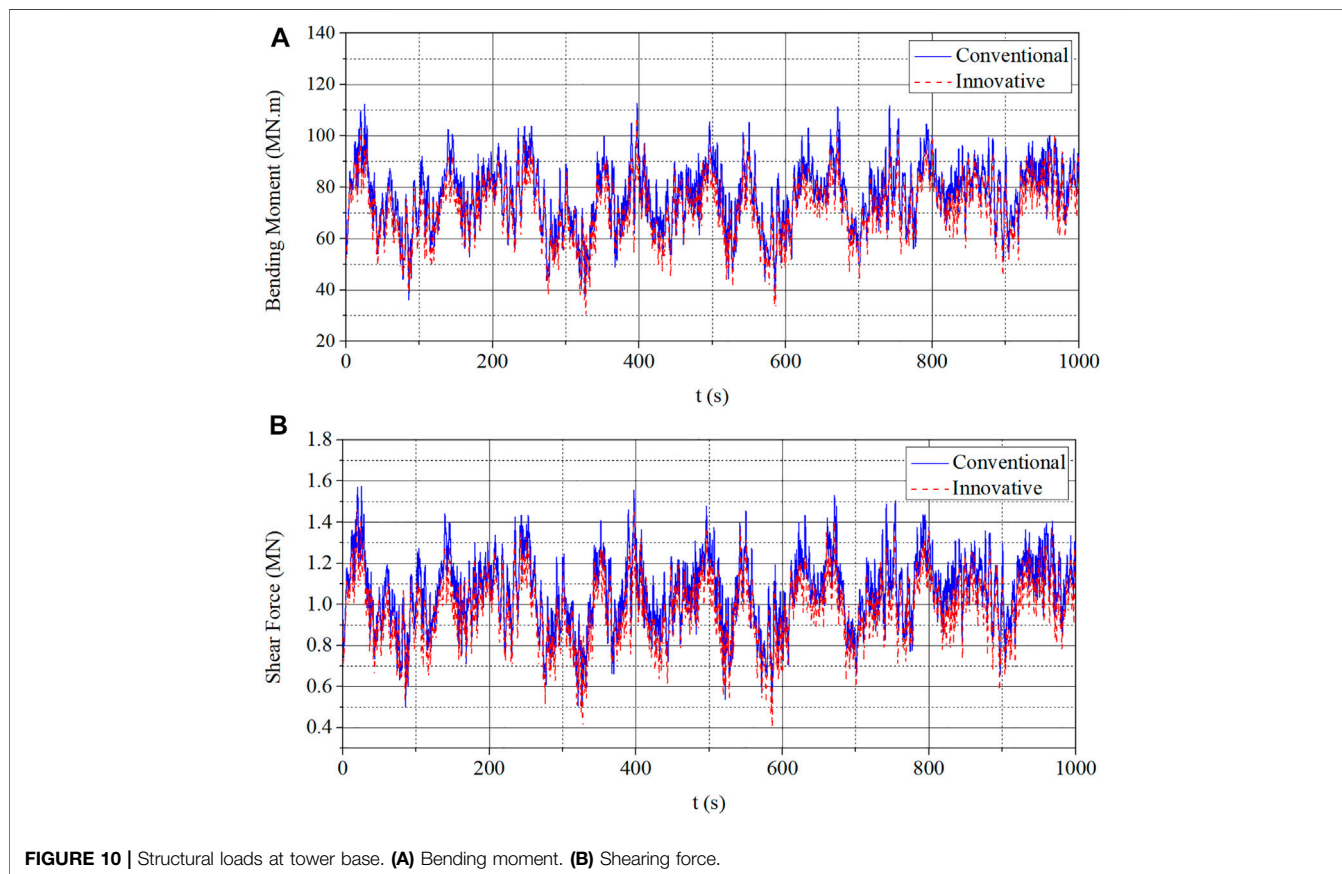 A
140
120
100
80
60
40
20
Bending Moment (MN.m)
Conventional
Innovative
0 200 400 600 800 1000
t (s)
B
1.8
1.6
1.4
1.2
1.0
0.8
0.6
0.4
Shear Force (MN)
Conventional
Innovative
0 200 400 600 800 1000
t (s)
FIGURE 10 | Structural loads at tower base. (A) Bending moment. (B) Shearing force.